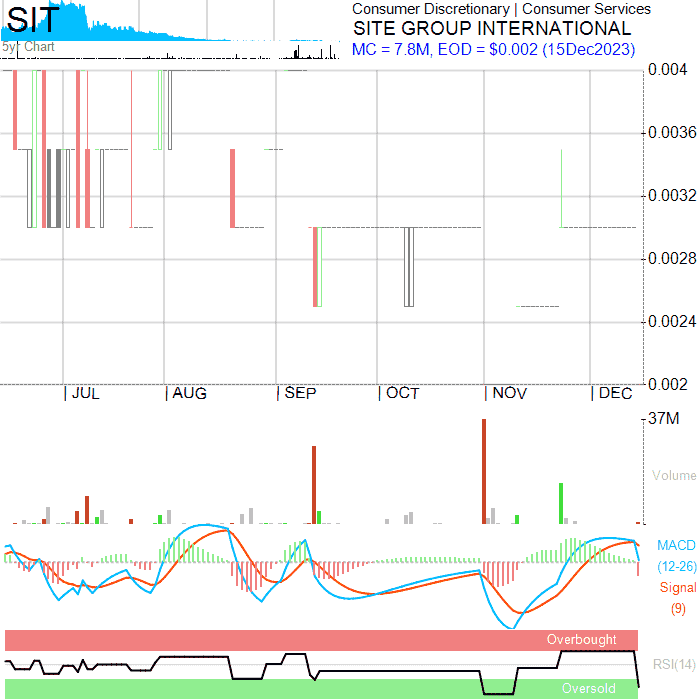 SIT
5yr Chart
Consumer Discretionary | Consumer Services
SITE GROUP INTERNATIONAL
MC = 7.8M, EOD = $0.002 (15Dec2023)
0.004
0.0036
0.0032
0.0028
0.0024
0.002
| JUL | AUG | SEP | OCT | NOV | DEC
37M
Volume
MACD
(12-26)
Signal
(9)
Overbought
RSI(14)
Oversold